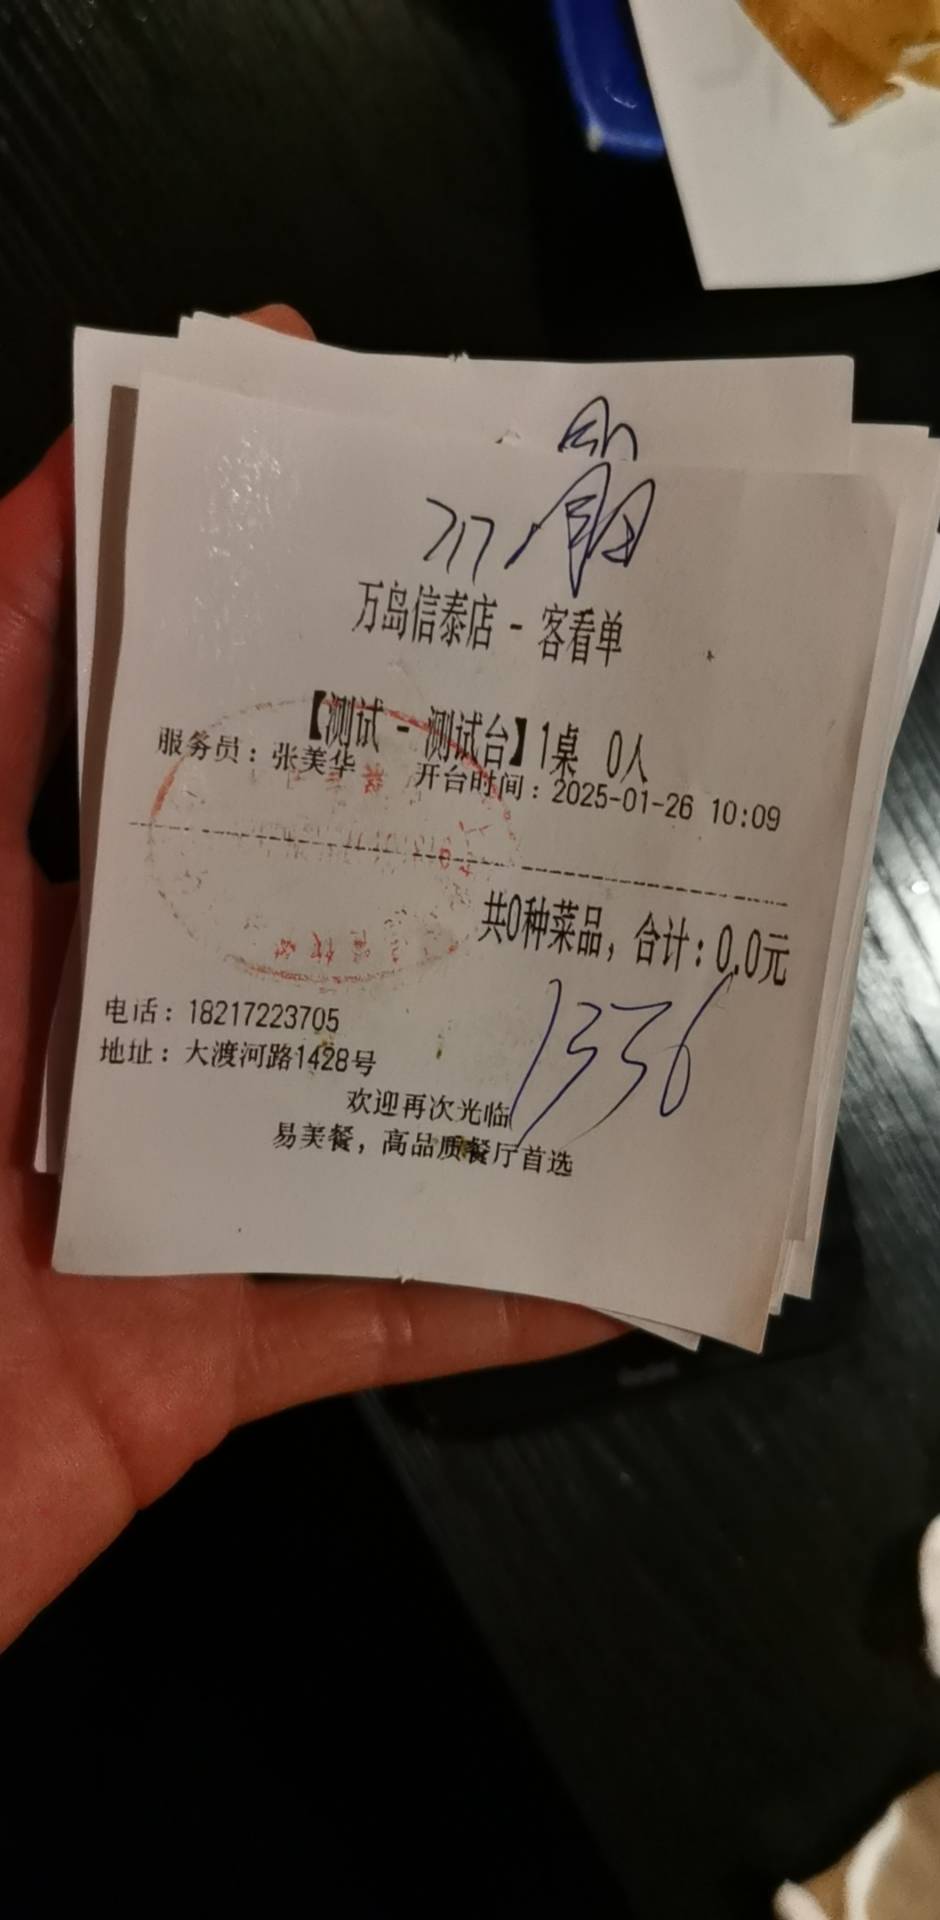 717
万岛信泰店 - 客看单
【测试 - 测试台】1桌 0人
服务员：张美华 开台时间：2025-01-26 10:09
共0种菜品，合计：0.0元
1336
电话：18217223705
地址：大渡河路1428号
欢迎再次光临
易美餐，高品质餐厅首选